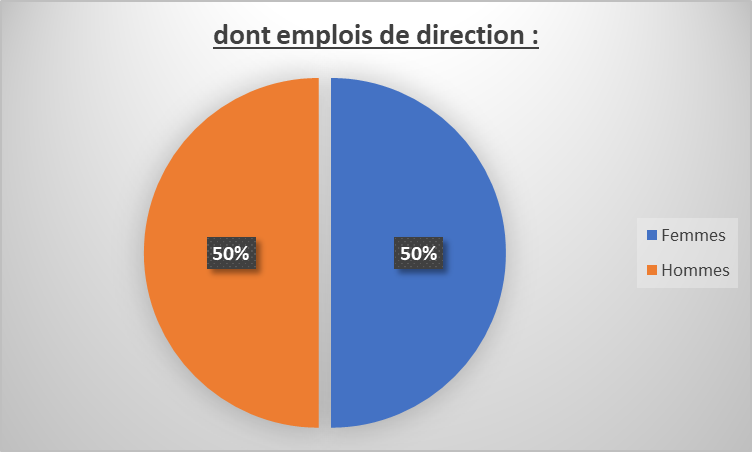 dont emplois de direction :
50%
50%
Femmes
Hommes